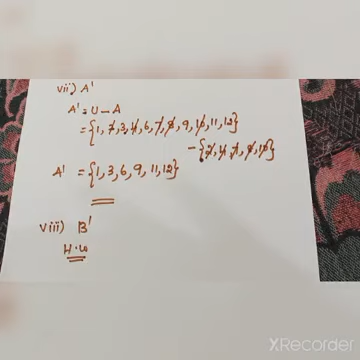 vii) A'
A' = U - A
= {1, 2, 3, 4, 6, 7, 8, 9, 10, 11, 12}
- {2, 4, 7, 8, 10}
A' = {1, 3, 6, 9, 11, 12}
viii) B'
H.W
XRecorder